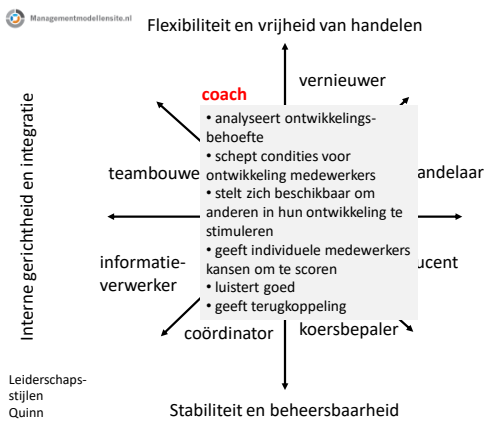 Managementmodellensite.nl
Flexibiliteit en vrijheid van handelen
vernieuwer
coach
• analyseert ontwikkelings-
behoefte
• schept condities voor
ontwikkeling medewerkers
• stelt zich beschikbaar om
anderen in hun ontwikkeling te
stimuleren
• geeft individuele medewerkers
kansen om te scoren
• luistert goed
• geeft terugkoppeling
teambouwe
andelaar
Interne gerichtheid en integratie
informatie-
verwerker
ucent
coördinator
koersbepaler
Leiderschaps-
stijlen
Quinn
Stabiliteit en beheersbaarheid